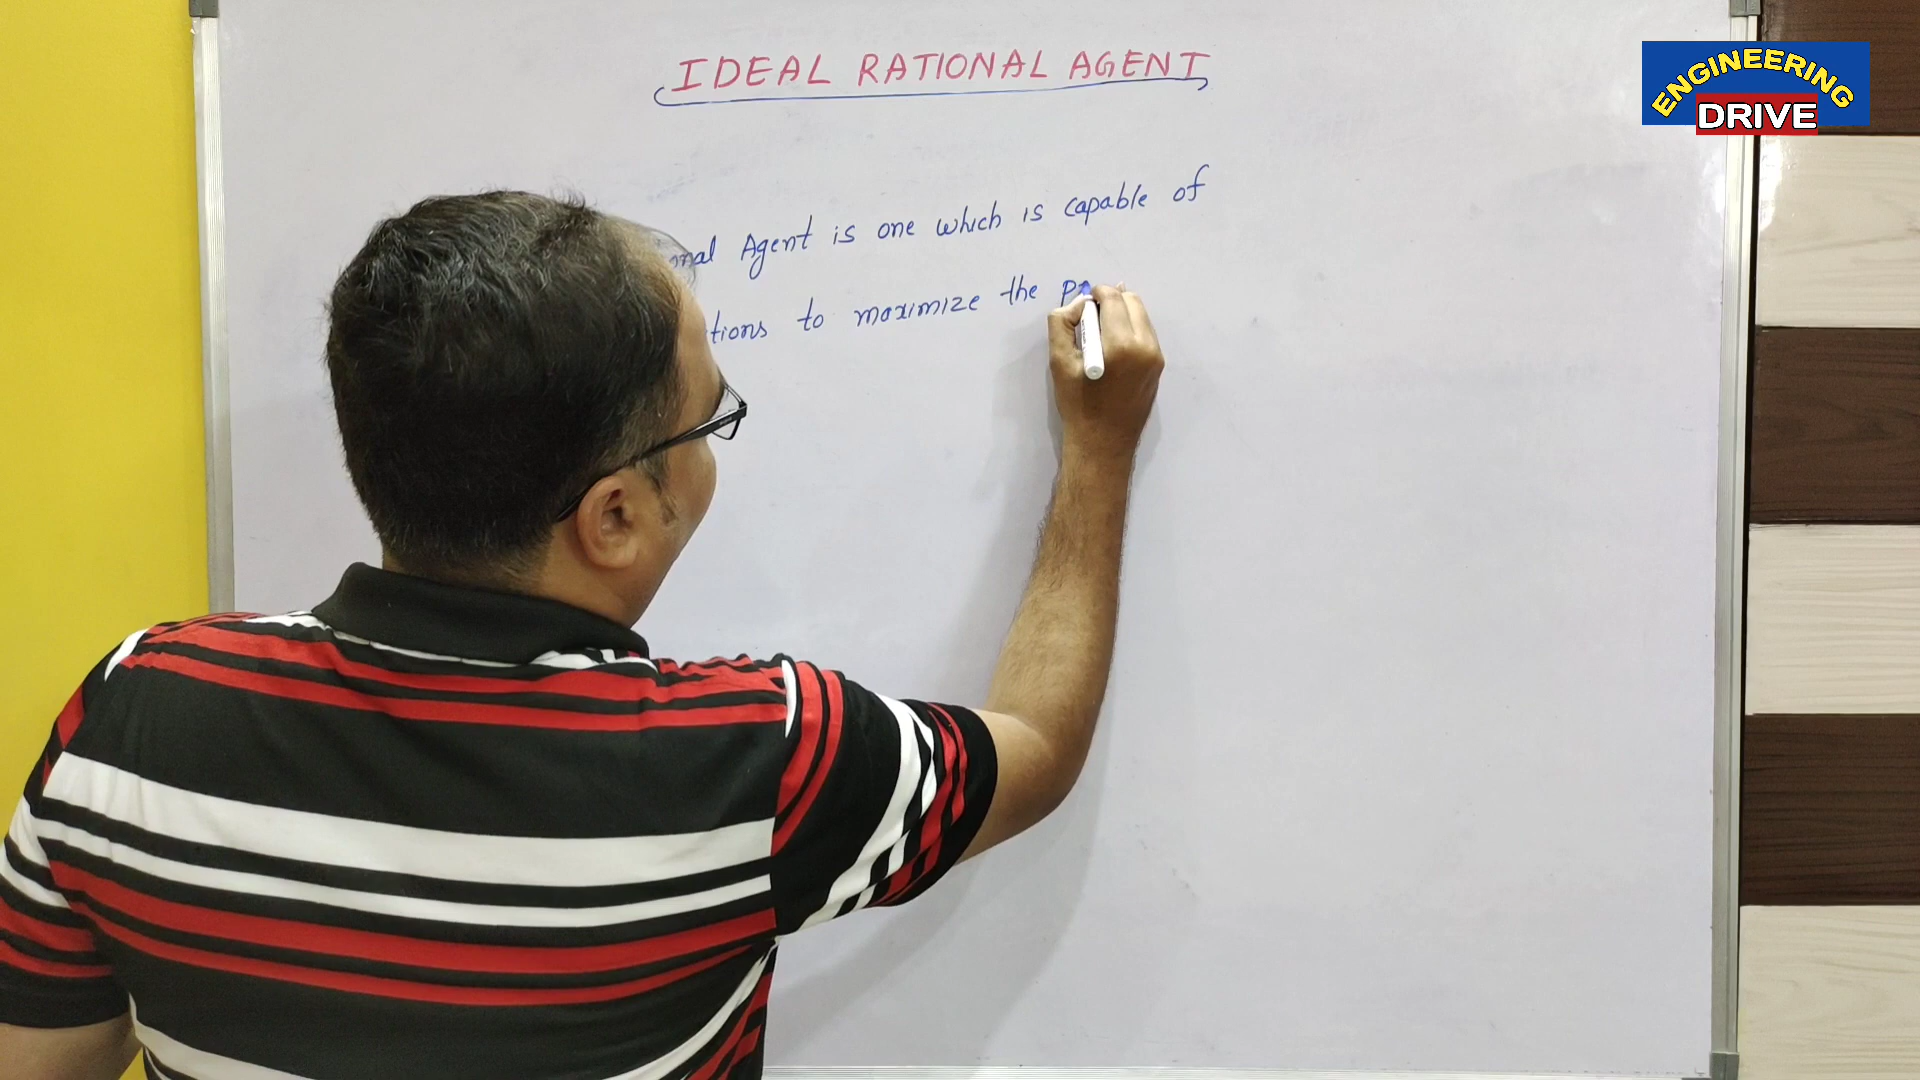 IDEAL RATIONAL AGENT
ENGINEERING
DRIVE
Agent is one which is capable of
to maximize the